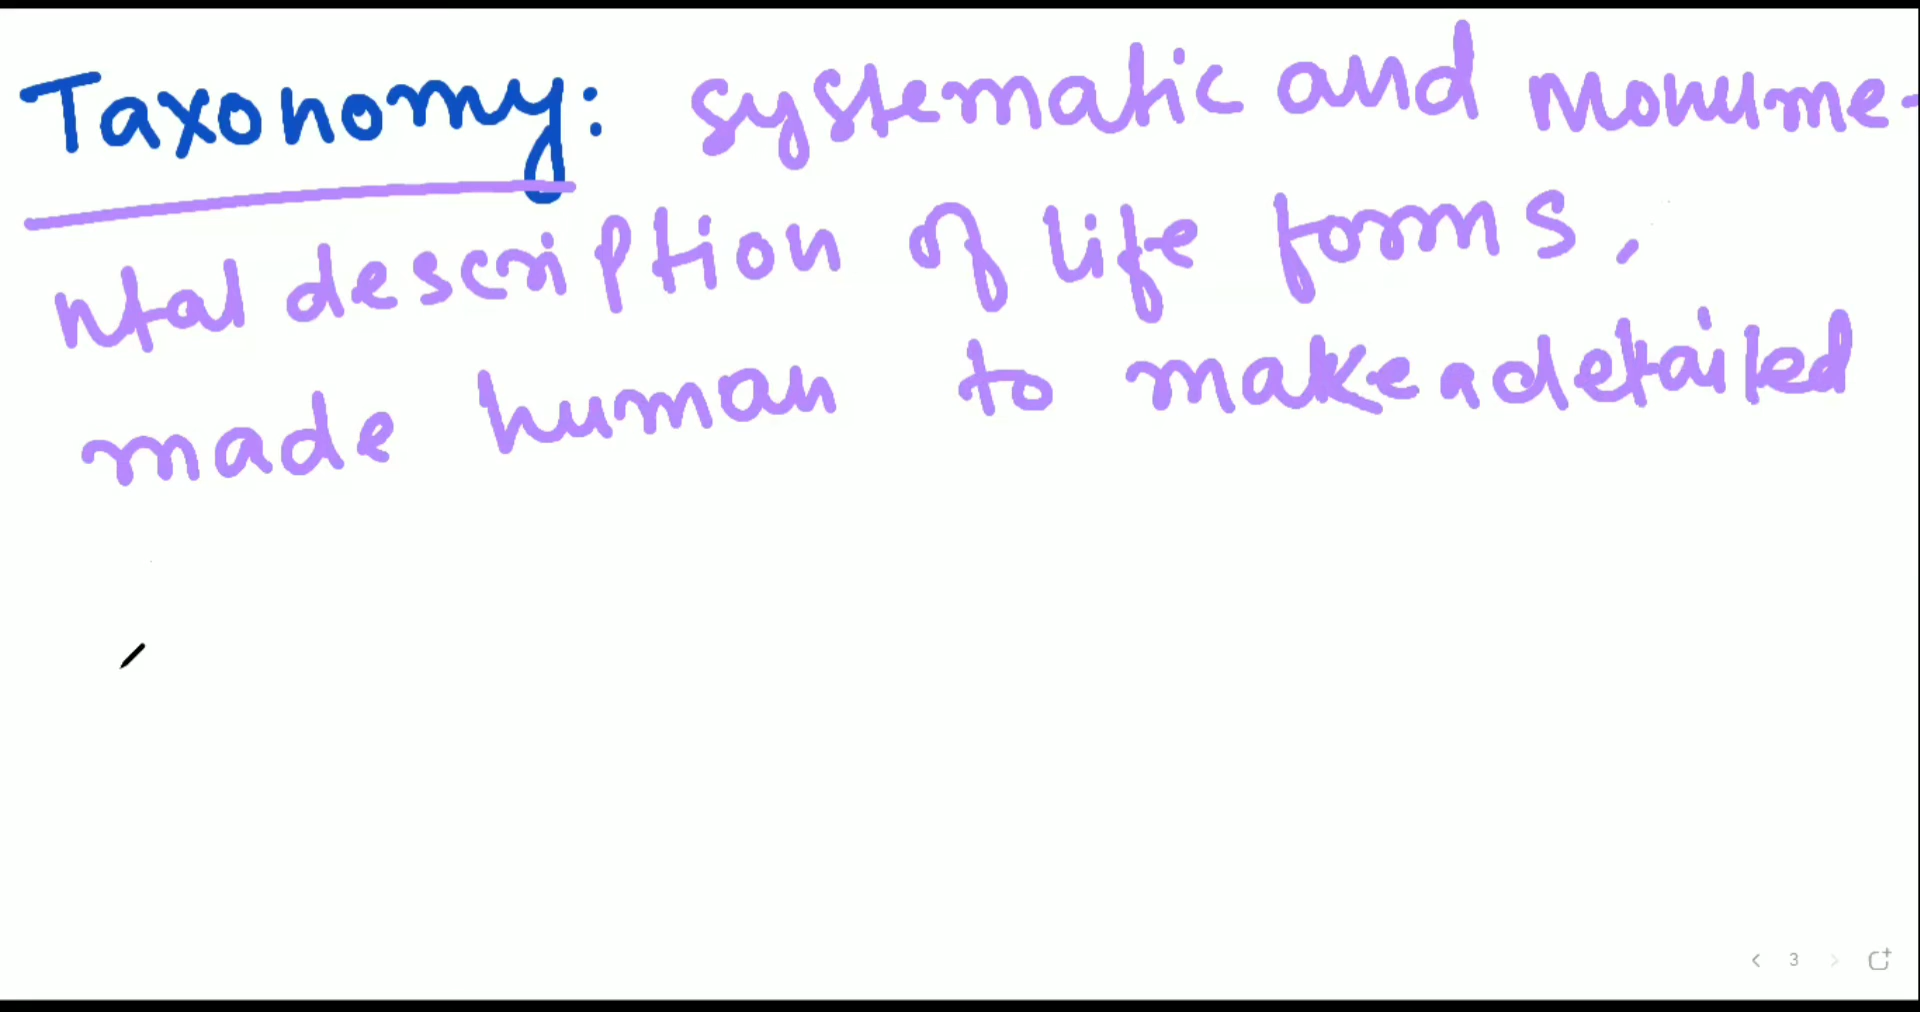 Taxonomy: systematic and Monume-
ntal description of life forms,
made human to make a detailed
3